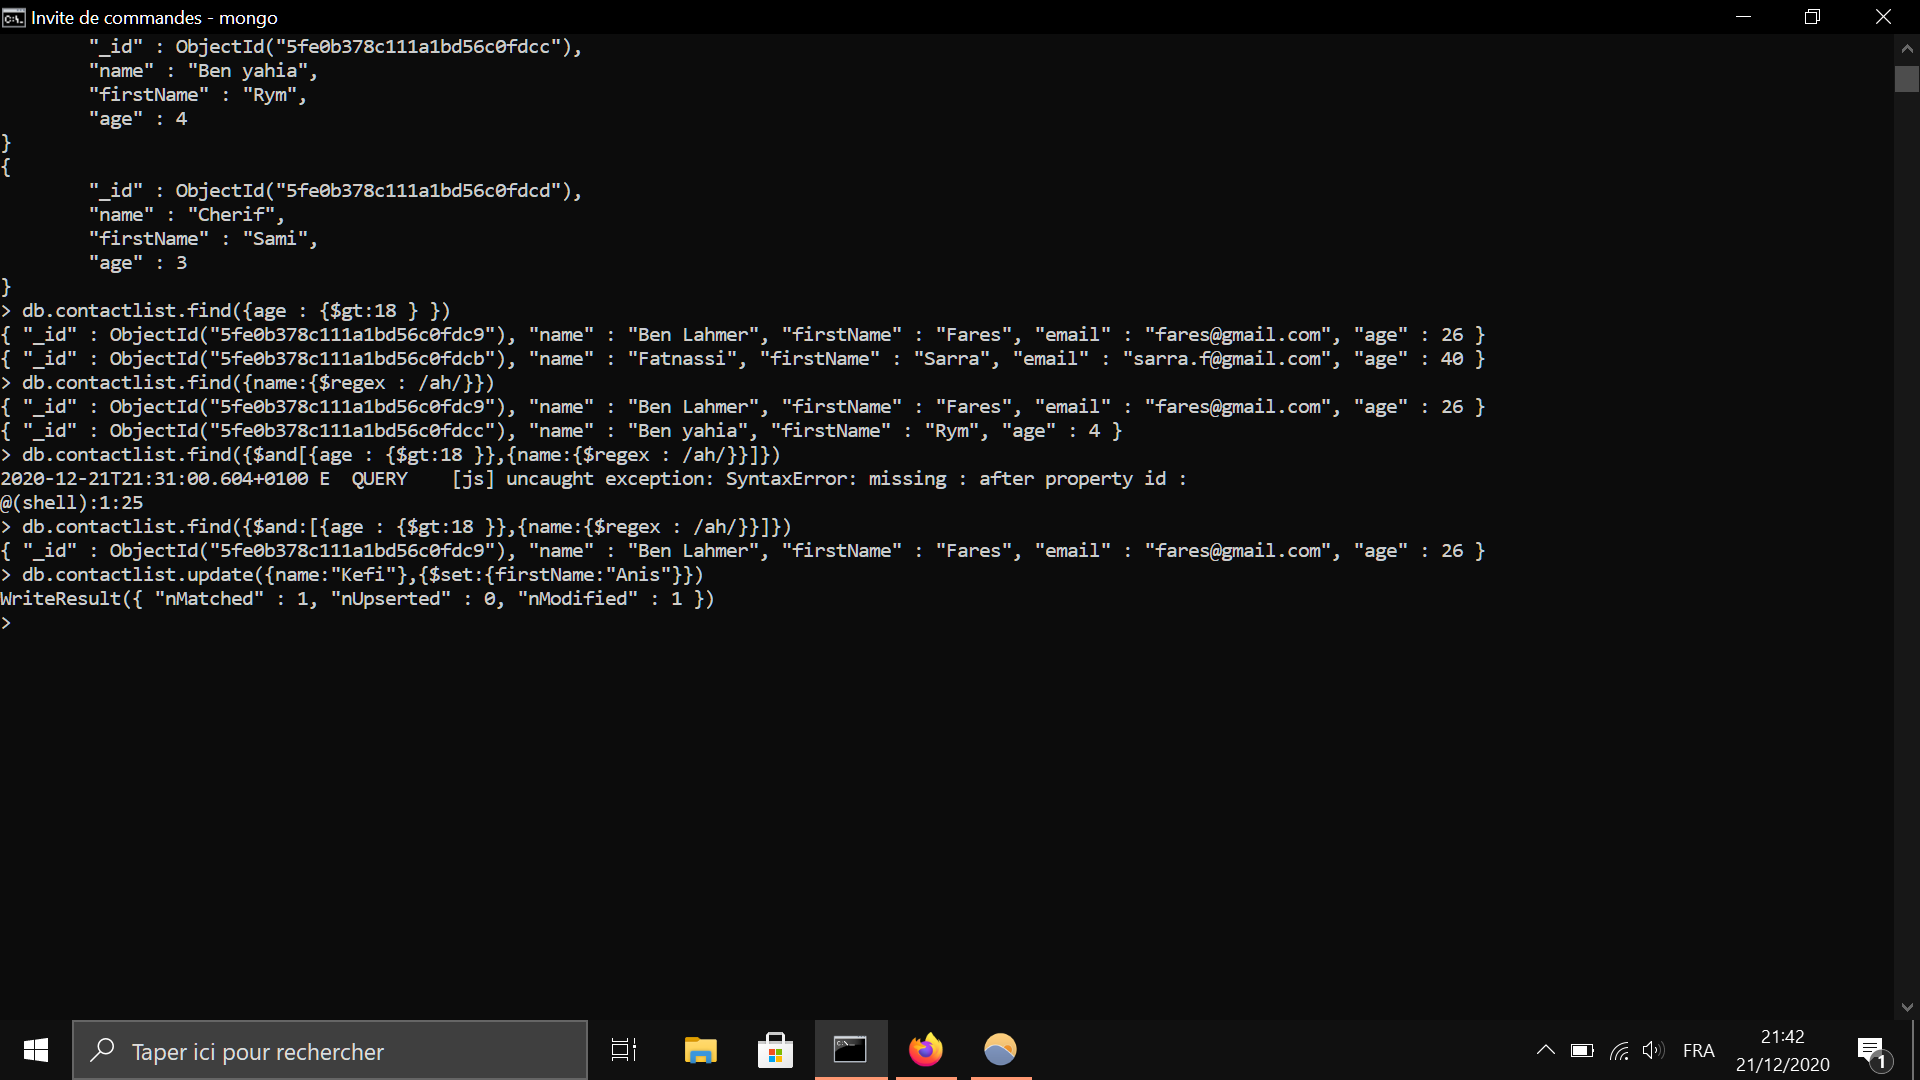 Invite de commandes - mongo
"_id" : ObjectId("5fe0b378c111a1bd56c0fdcc"),
"name" : "Ben yahia",
"firstName" : "Rym",
"age" : 4
}
{
"_id" : ObjectId("5fe0b378c111a1bd56c0fdcd"),
"name" : "Cherif",
"firstName" : "Sami",
"age" : 3
}
> db.contactlist.find({age : {$gt:18 } })
{ "_id" : ObjectId("5fe0b378c111a1bd56c0fdc9"), "name" : "Ben Lahmer", "firstName" : "Fares", "email" : "fares@gmail.com", "age" : 26 }
{ "_id" : ObjectId("5fe0b378c111a1bd56c0fdcb"), "name" : "Fatnassi", "firstName" : "Sarra", "email" : "sarra.f@gmail.com", "age" : 40 }
> db.contactlist.find({name:{$regex : /ah/}})
{ "_id" : ObjectId("5fe0b378c111a1bd56c0fdc9"), "name" : "Ben Lahmer", "firstName" : "Fares", "email" : "fares@gmail.com", "age" : 26 }
{ "_id" : ObjectId("5fe0b378c111a1bd56c0fdcc"), "name" : "Ben yahia", "firstName" : "Rym", "age" : 4 }
> db.contactlist.find({$and[{age : {$gt:18 }},{name:{$regex : /ah/}}]})
2020-12-21T21:31:00.604+0100 E  QUERY    [js] uncaught exception: SyntaxError: missing : after property id :
@(shell):1:25
> db.contactlist.find({$and:[{age : {$gt:18 }},{name:{$regex : /ah/}}]})
{ "_id" : ObjectId("5fe0b378c111a1bd56c0fdc9"), "name" : "Ben Lahmer", "firstName" : "Fares", "email" : "fares@gmail.com", "age" : 26 }
> db.contactlist.update({name:"Kefi"},{$set:{firstName:"Anis"}})
WriteResult({ "nMatched" : 1, "nUpserted" : 0, "nModified" : 1 })
>
Taper ici pour rechercher
FRA
21:42
21/12/2020
1